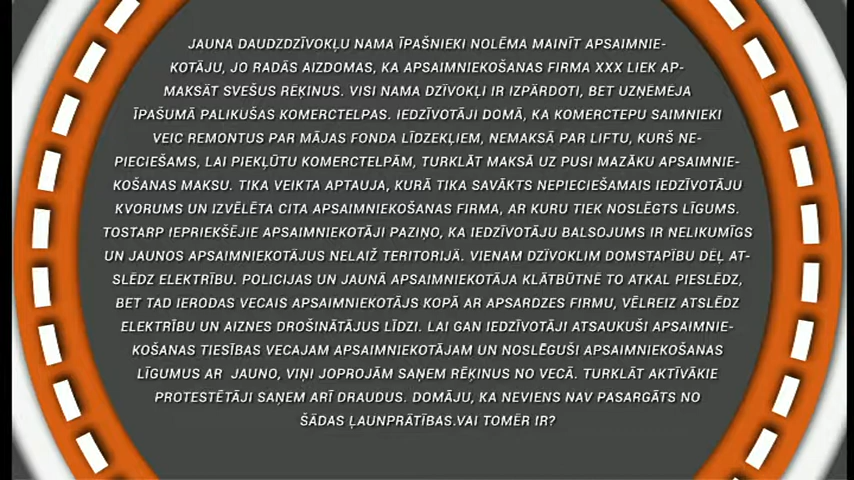 JAUNA DAUDZDZĪVOKĻU NAMA ĪPAŠNIEKI NOLĒMA MAINĪT APSAIMNIE-
KOTĀJU, JO RADĀS AIZDOMAS, KA APSAIMNIEKOŠANAS FIRMA XXX LIEK AP-
MAKSĀT SVEŠUS RĒĶINUS. VISI NAMA DZĪVOKĻI IR IZPĀRDOTI, BET UZŅĒMĒJA
ĪPAŠUMĀ PALIKUŠAS KOMERCTELPAS. IEDZĪVOTĀJI DOMĀ, KA KOMERCTEPU SAIMNIEKI
VEIC REMONTUS PAR MĀJAS FONDA LĪDZEKĻIEM, NEMAKSĀ PAR LIFTU, KURŠ NE-
PIECIEŠAMS, LAI PIEKĻŪTU KOMERCTELPĀM, TURKLĀT MAKSĀ UZ PUSI MAZĀKU APSAIMNIE-
KOŠANAS MAKSU. TIKA VEIKTA APTAUJA, KURĀ TIKA SAVĀKTS NEPIECIEŠAMAIS IEDZĪVOTĀJU
KVORUMS UN IZVĒLĒTA CITA APSAIMNIEKOŠANAS FIRMA, AR KURU TIEK NOSLĒGTS LĪGUMS.
TOSTARP IEPRIEKŠĒJIE APSAIMNIEKOTĀJI PAZIŅO, KA IEDZĪVOTĀJU BALSOJUMS IR NELIKUMĪGS
UN JAUNOS APSAIMNIEKOTĀJUS NELAIŽ TERITORIJĀ. VIENAM DZĪVOKLIM DOMSTARPĪBU DĒĻ AT-
SLĒDZ ELEKTRĪBU. POLICIJAS UN JAUNĀ APSAIMNIEKOTĀJA KLĀTBŪTNĒ TO ATKAL PIESLĒDZ,
BET TAD IERODAS VECAIS APSAIMNIEKOTĀJS KOPĀ AR APSARDZES FIRMU, VĒLREIZ ATSLĒDZ
ELEKTRĪBU UN AIZNES DROŠINĀTĀJUS LĪDZI. LAI GAN IEDZĪVOTĀJI ATSAUKUŠI APSAIMNIE-
KOŠANAS TIESĪBAS VECAJAM APSAIMNIEKOTĀJAM UN NOSLĒGUŠI APSAIMNIEKOŠANAS
LĪGUMUS AR JAUNO, VIŅI JOPROJĀM SAŅEM RĒĶINUS NO VECĀ. TURKLĀT AKTĪVĀKIE
PROTESTĒTĀJI SAŅEM ARĪ DRAUDUS. DOMĀJU, KA NEVIENS NAV PASARGĀTS NO
ŠĀDAS ĻAUNPRĀTĪBAS.VAI TOMĒR IR?